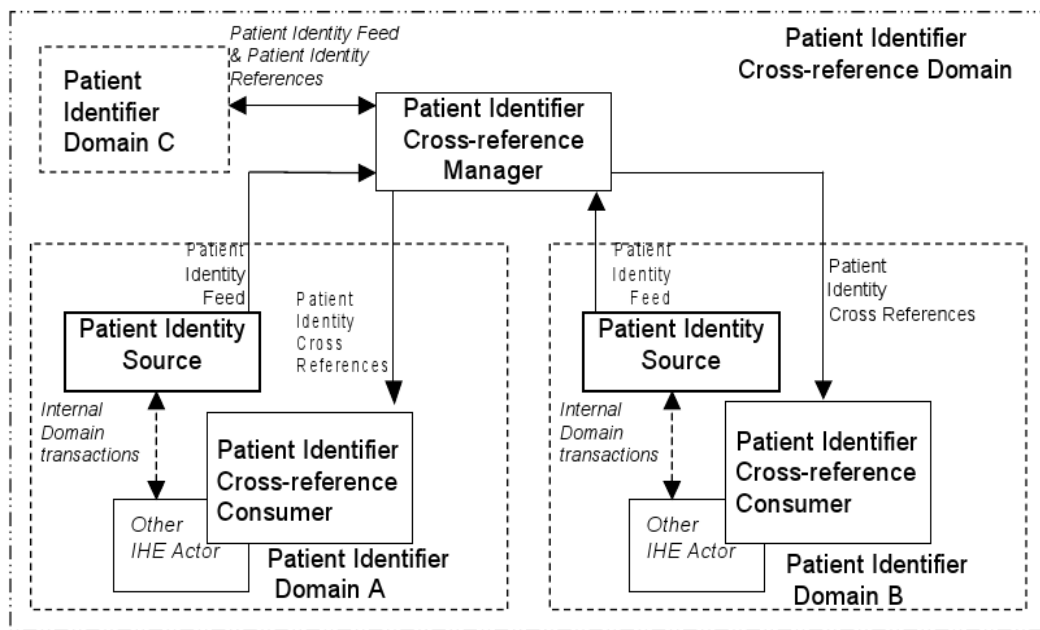 Patient Identity Feed
& Patient Identity
References
Patient Identifier
Cross-reference Domain
Patient
Identifier
Domain C
Patient Identifier
Cross-reference
Manager
Patient
Identity
Feed
Patient
Identity
Cross
References
Patient Identity
Source
Internal
Domain
transactions
Patient Identifier
Cross-reference
Consumer
Other
IHE Actor
Patient Identifier
Domain A
Patient
Identity
Feed
Patient
Identity
Cross References
Patient Identity
Source
Internal
Domain
transactions
Patient Identifier
Cross-reference
Consumer
Other
IHE Actor
Patient Identifier
Domain B